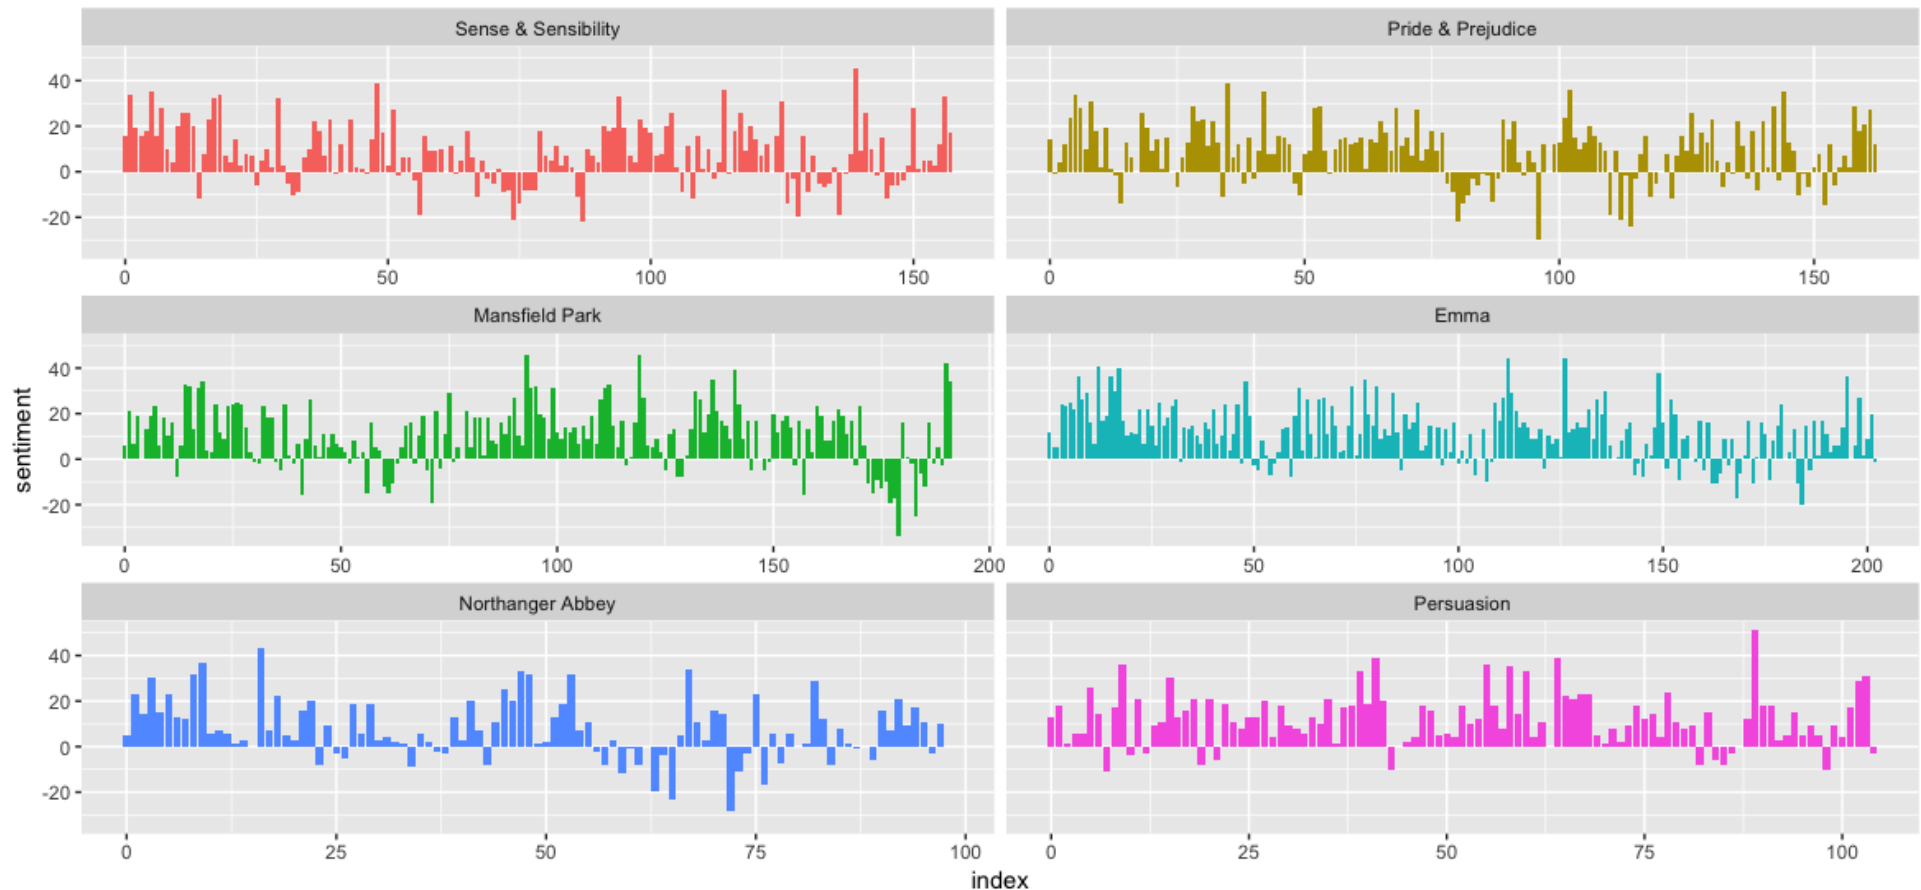 Sense & Sensibility
Pride & Prejudice
40
20
0
-20
0 50 100 150
0 50 100 150
Mansfield Park
Emma
40
20
0
-20
0 50 100 150 200
0 50 100 150 200
Northanger Abbey
Persuasion
40
20
0
-20
0 25 50 75 100
0 25 50 75 100
sentiment
index